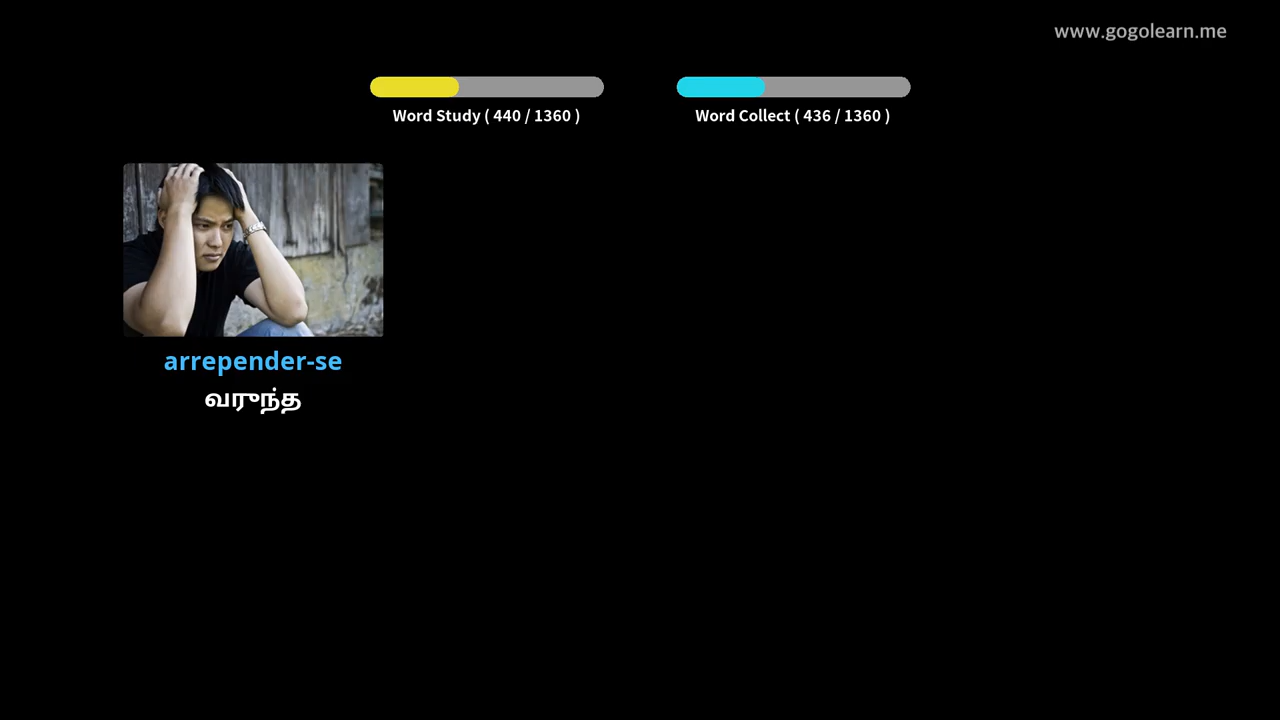 www.gogolearn.me
Word Study ( 440 / 1360 )
Word Collect ( 436 / 1360 )
arrepender-se
வருந்த